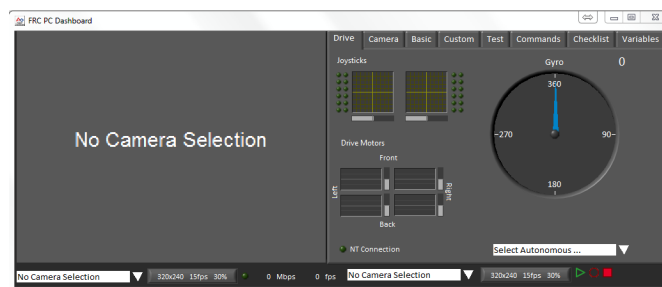 FRC PC Dashboard
Drive Camera Basic Custom Test Commands Checklist Variables
Joysticks
Gyro 0
360
-270 90-
180
No Camera Selection
Drive Motors
Front
Left Right
Back
NT Connection
Select Autonomous ...
No Camera Selection 320x240 15fps 30% 0 Mbps 0 fps No Camera Selection 320x240 15fps 30%